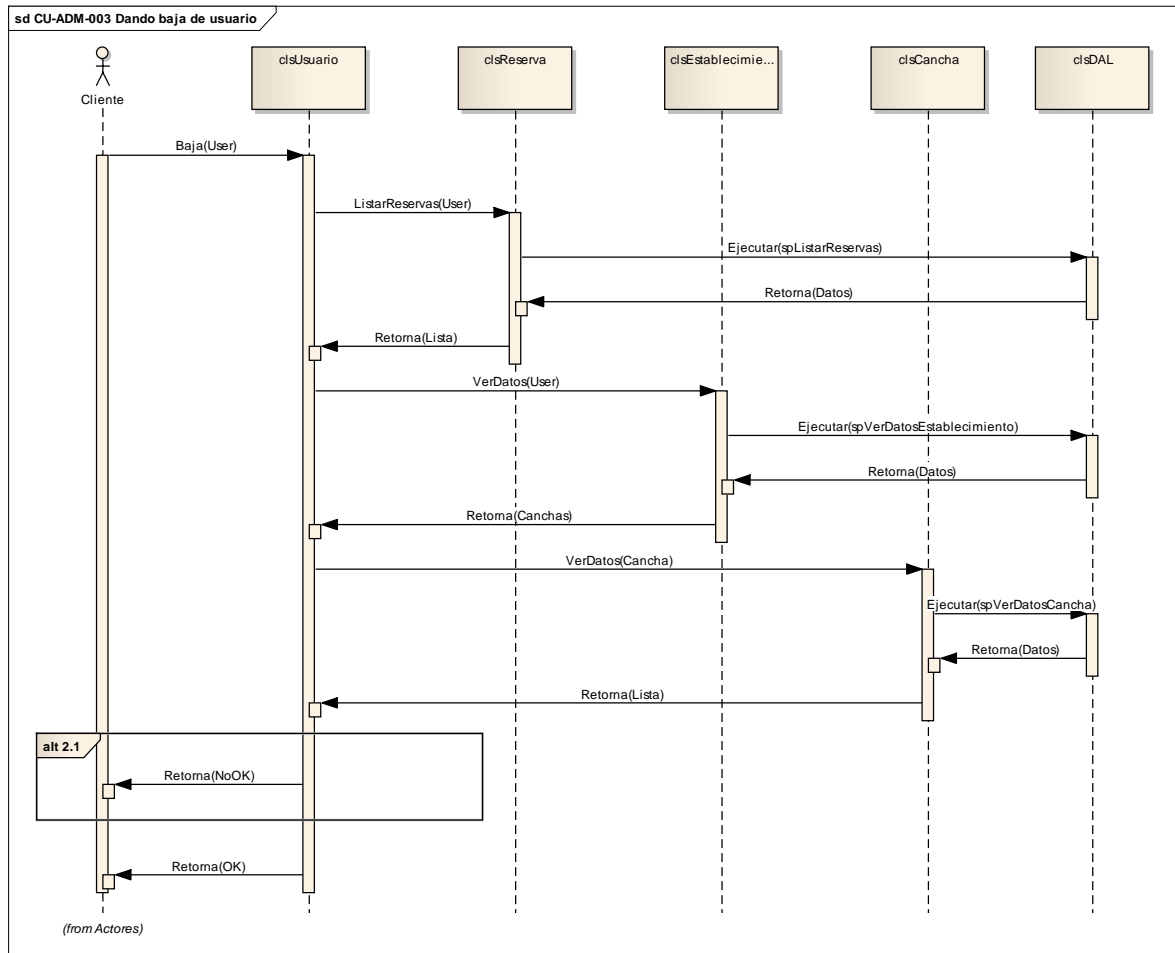 sd CU-ADM-003 Dando baja de usuario
Cliente
clsUsuario
clsReserva
clsEstablecimie...
clsCancha
clsDAL
Baja(User)
ListarReservas(User)
Ejecutar(spListarReservas)
Retorna(Datos)
Retorna(Lista)
VerDatos(User)
Ejecutar(spVerDatosEstablecimiento)
Retorna(Datos)
Retorna(Canchas)
VerDatos(Cancha)
Ejecutar(spVerDatosCancha)
Retorna(Datos)
Retorna(Lista)
alt 2.1
Retorna(NoOK)
Retorna(OK)
(from Actores)